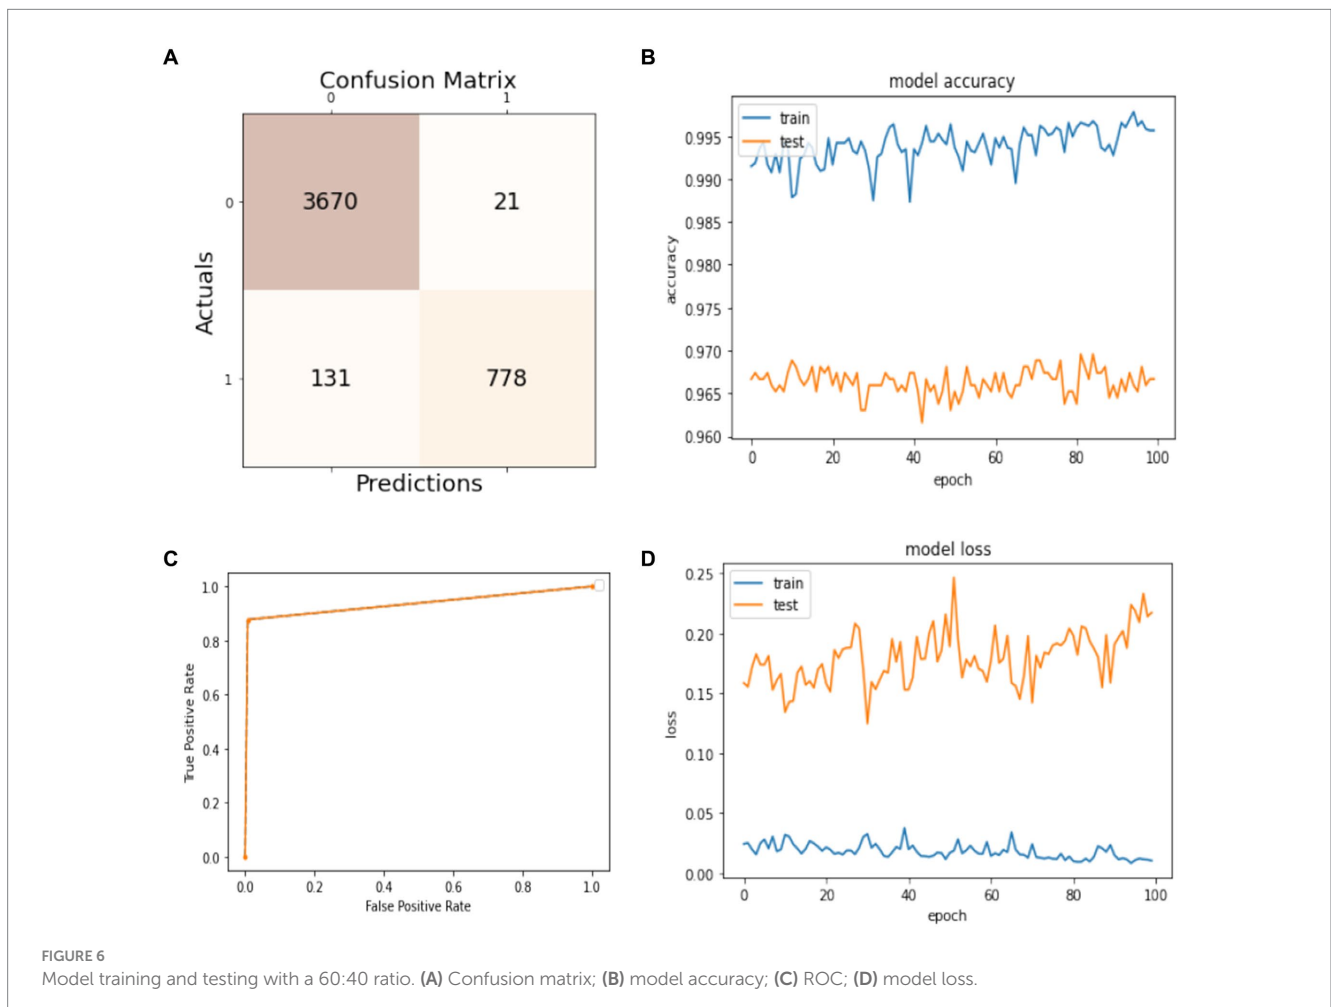 A
Confusion Matrix
0 1
0
3670 21
1
131 778
Actuals
Predictions
B
model accuracy
train
test
0.995
0.990
0.985
0.980
0.975
0.970
0.965
0.960
accuracy
0 20 40 60 80 100
epoch
C
1.0
0.8
0.6
0.4
0.2
0.0
True Positive Rate
0.0 0.2 0.4 0.6 0.8 1.0
False Positive Rate
D
model loss
train
test
0.25
0.20
0.15
0.10
0.05
0.00
loss
0 20 40 60 80 100
epoch
FIGURE 6
Model training and testing with a 60:40 ratio. (A) Confusion matrix; (B) model accuracy; (C) ROC; (D) model loss.